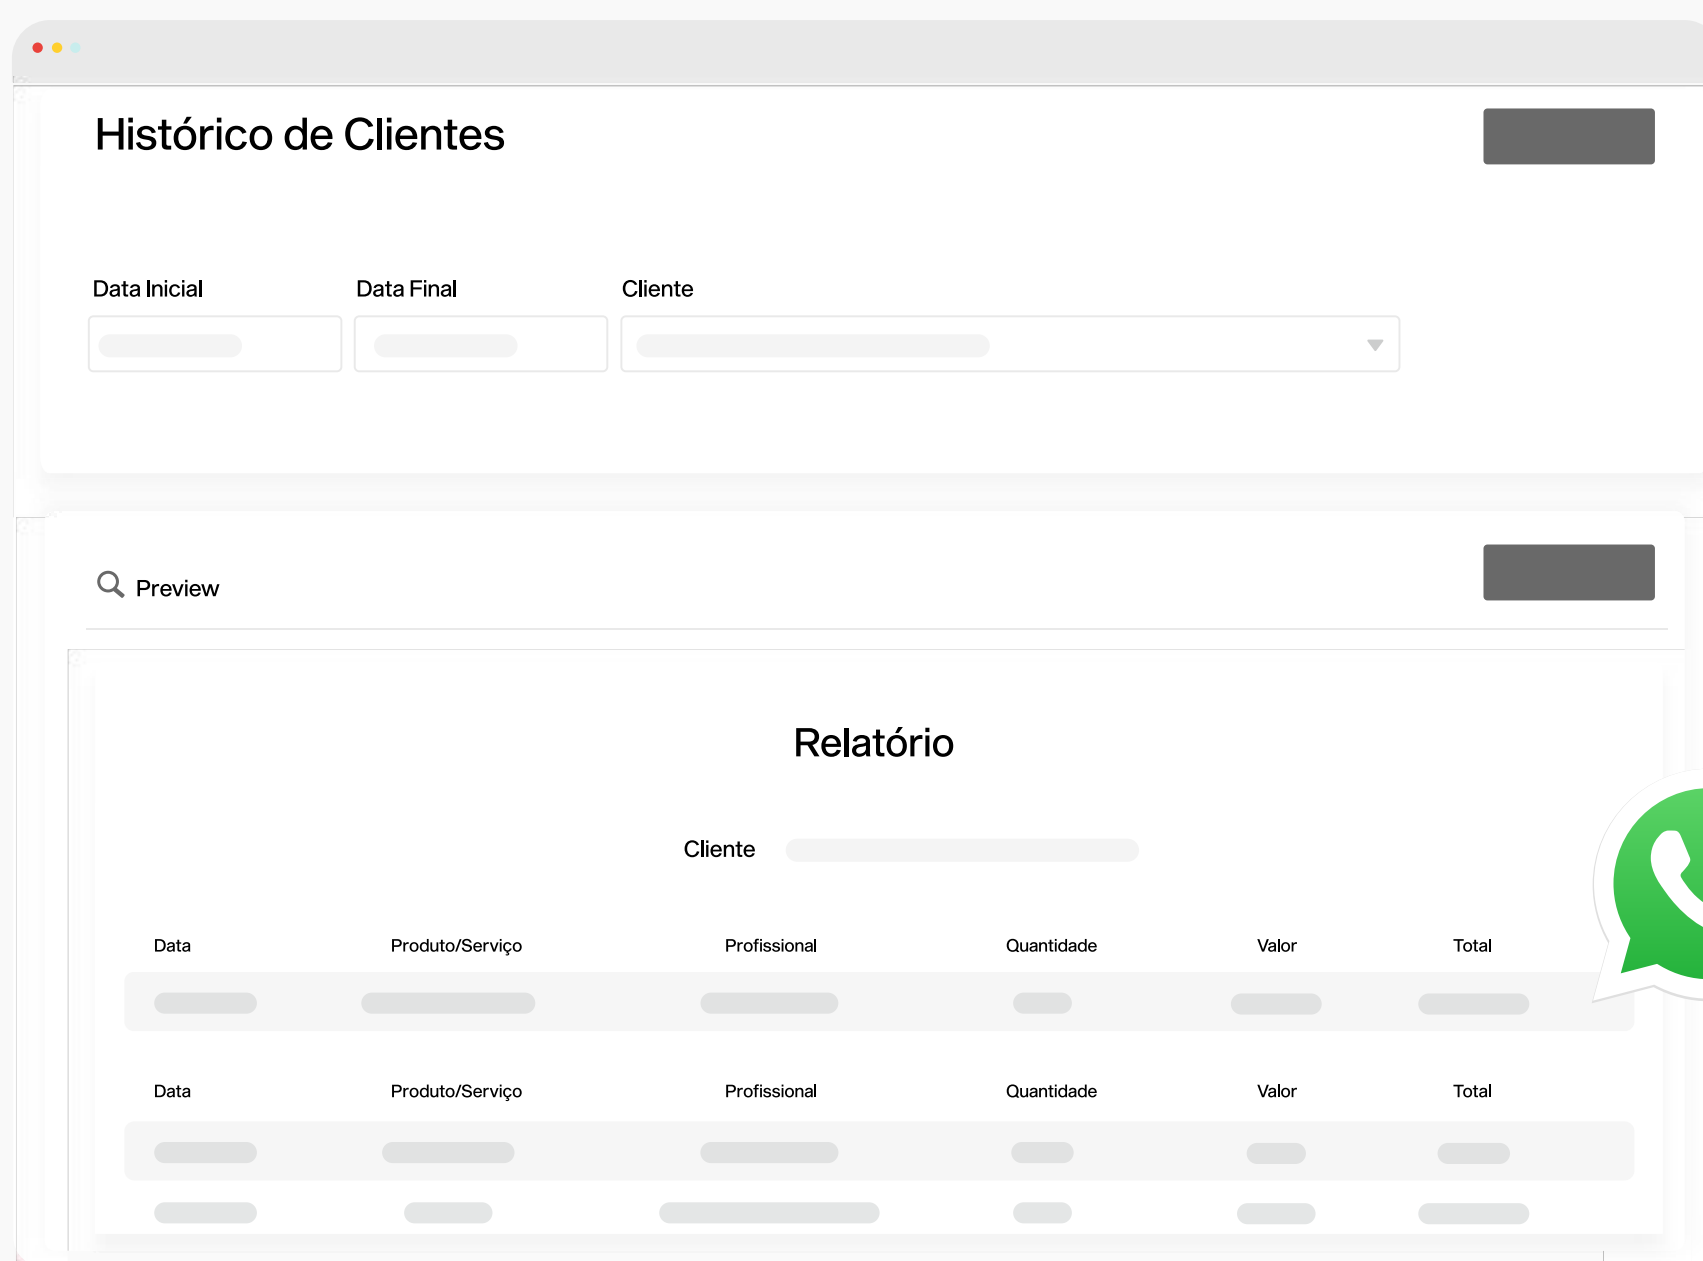 Histórico de Clientes
Data Inicial Data Final Cliente
Preview
Relatório
Cliente
Data Produto/Serviço Profissional Quantidade Valor Total
Data Produto/Serviço Profissional Quantidade Valor Total